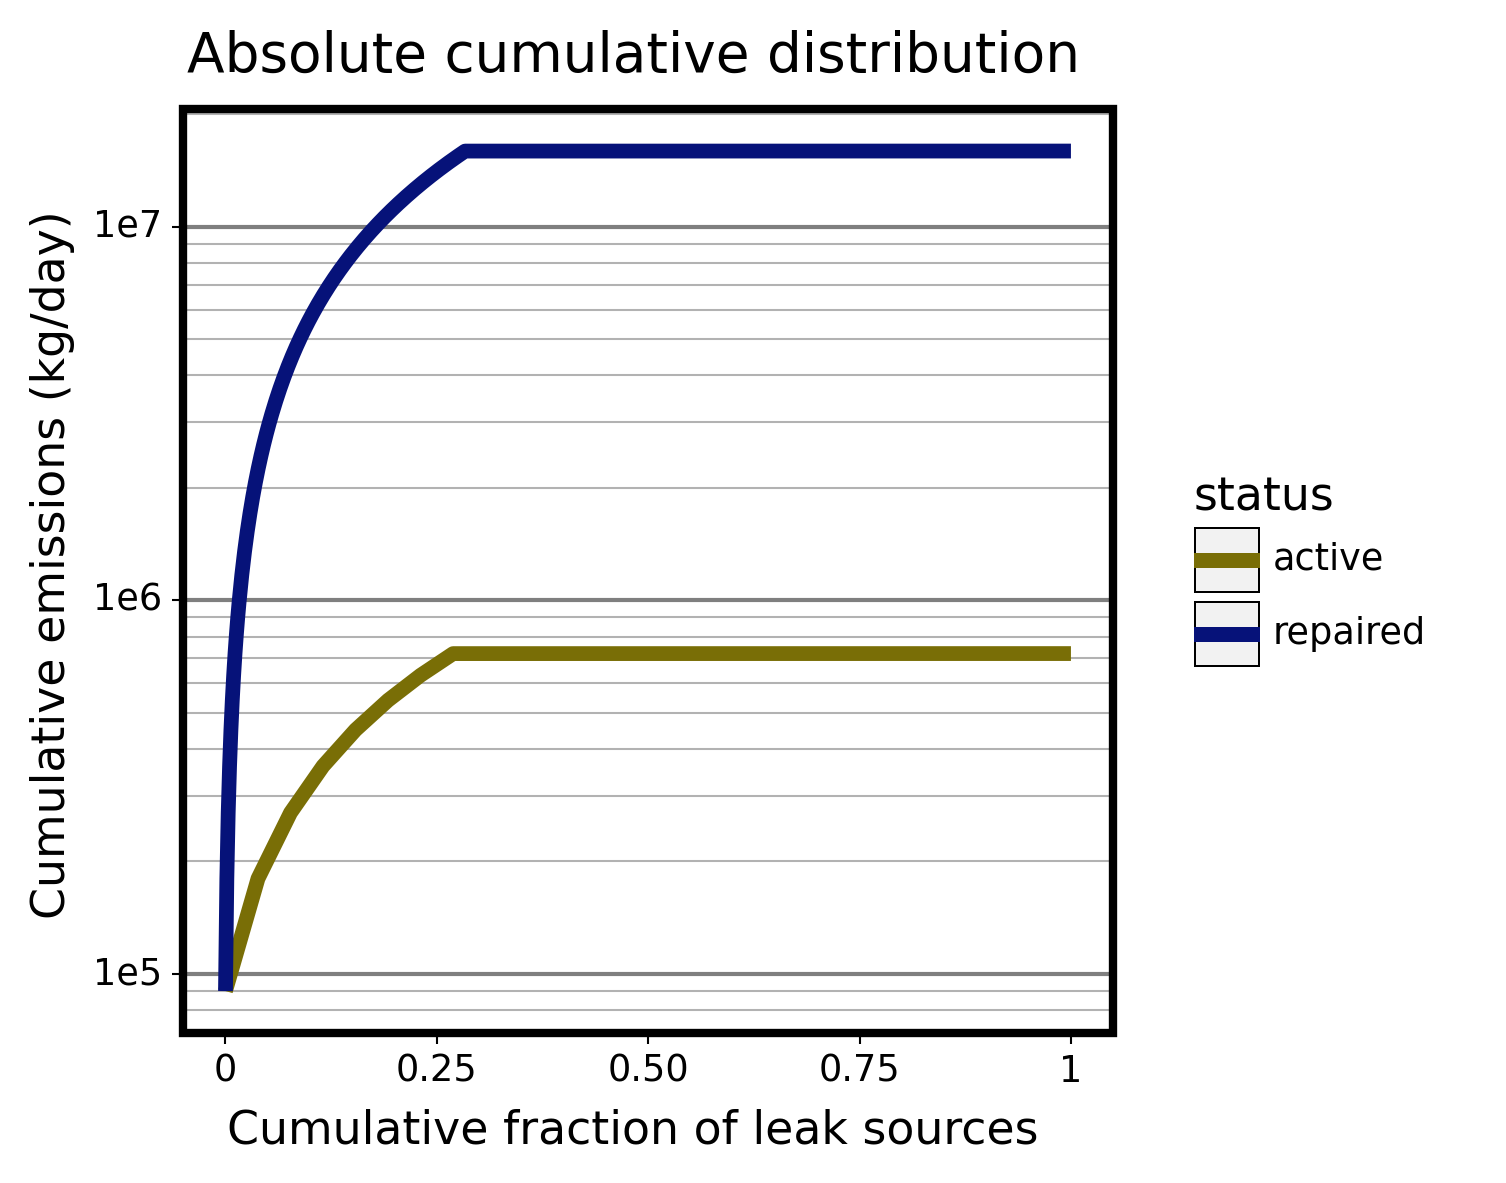 Absolute cumulative distribution
Cumulative emissions (kg/day)
1e7
1e6
1e5
0 0.25 0.50 0.75 1
Cumulative fraction of leak sources
status
active
repaired